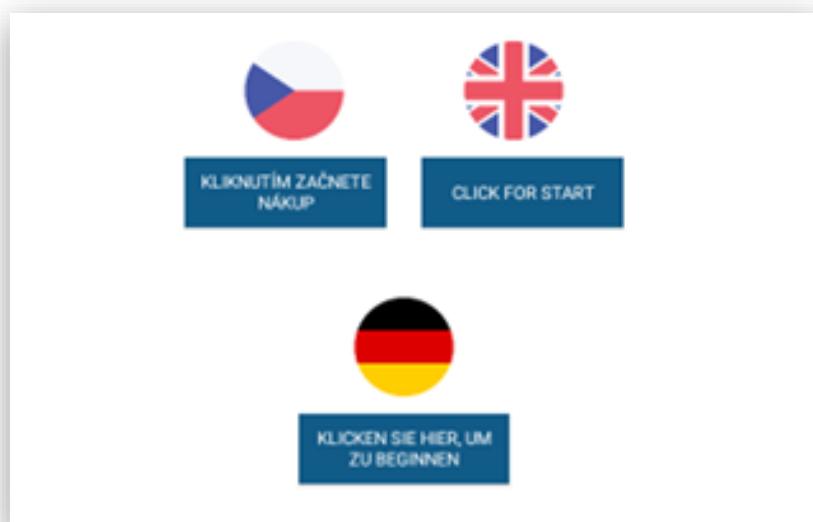 KLIKNUTÍM ZAČNETE
NÁKUP
CLICK FOR START
KLICKEN SIE HIER, UM
ZU BEGINNEN